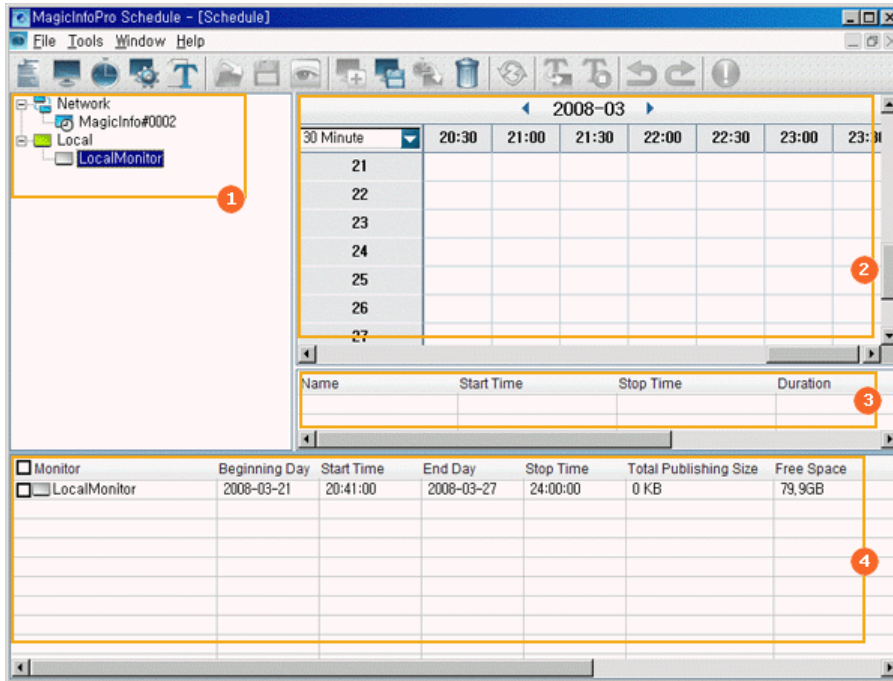 MagicInfoPro Schedule - [Schedule]
File Tools Window Help
Network
MagicInfo#0002
Local
LocalMonitor
1
2008-03
30 Minute 20:30 21:00 21:30 22:00 22:30 23:00
21
22
23
24
25
26
27
2
Name Start Time Stop Time Duration
3
Monitor Beginning Day Start Time End Day Stop Time Total Publishing Size Free Space
LocalMonitor 2008-03-21 20:41:00 2008-03-27 24:00:00 0 KB 79,9GB
4